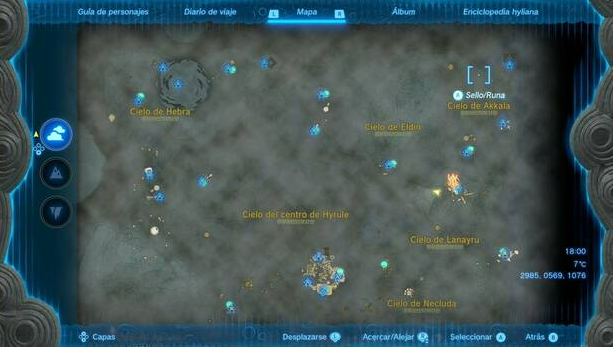 Guía de personajes
Diario de viaje
L
Mapa
R
Álbum
Enciclopedia hyliana
Sello/Runa
Cielo de Hebra
Cielo de Akkala
Cielo de Eldin
Cielo del centro de Hyrule
Cielo de Lanayru
Cielo de Necluda
18:00
7°C
2985, 0569, 1076
Capas
Desplazarse L
Acercar/Alejar R
Seleccionar A
Atrás B